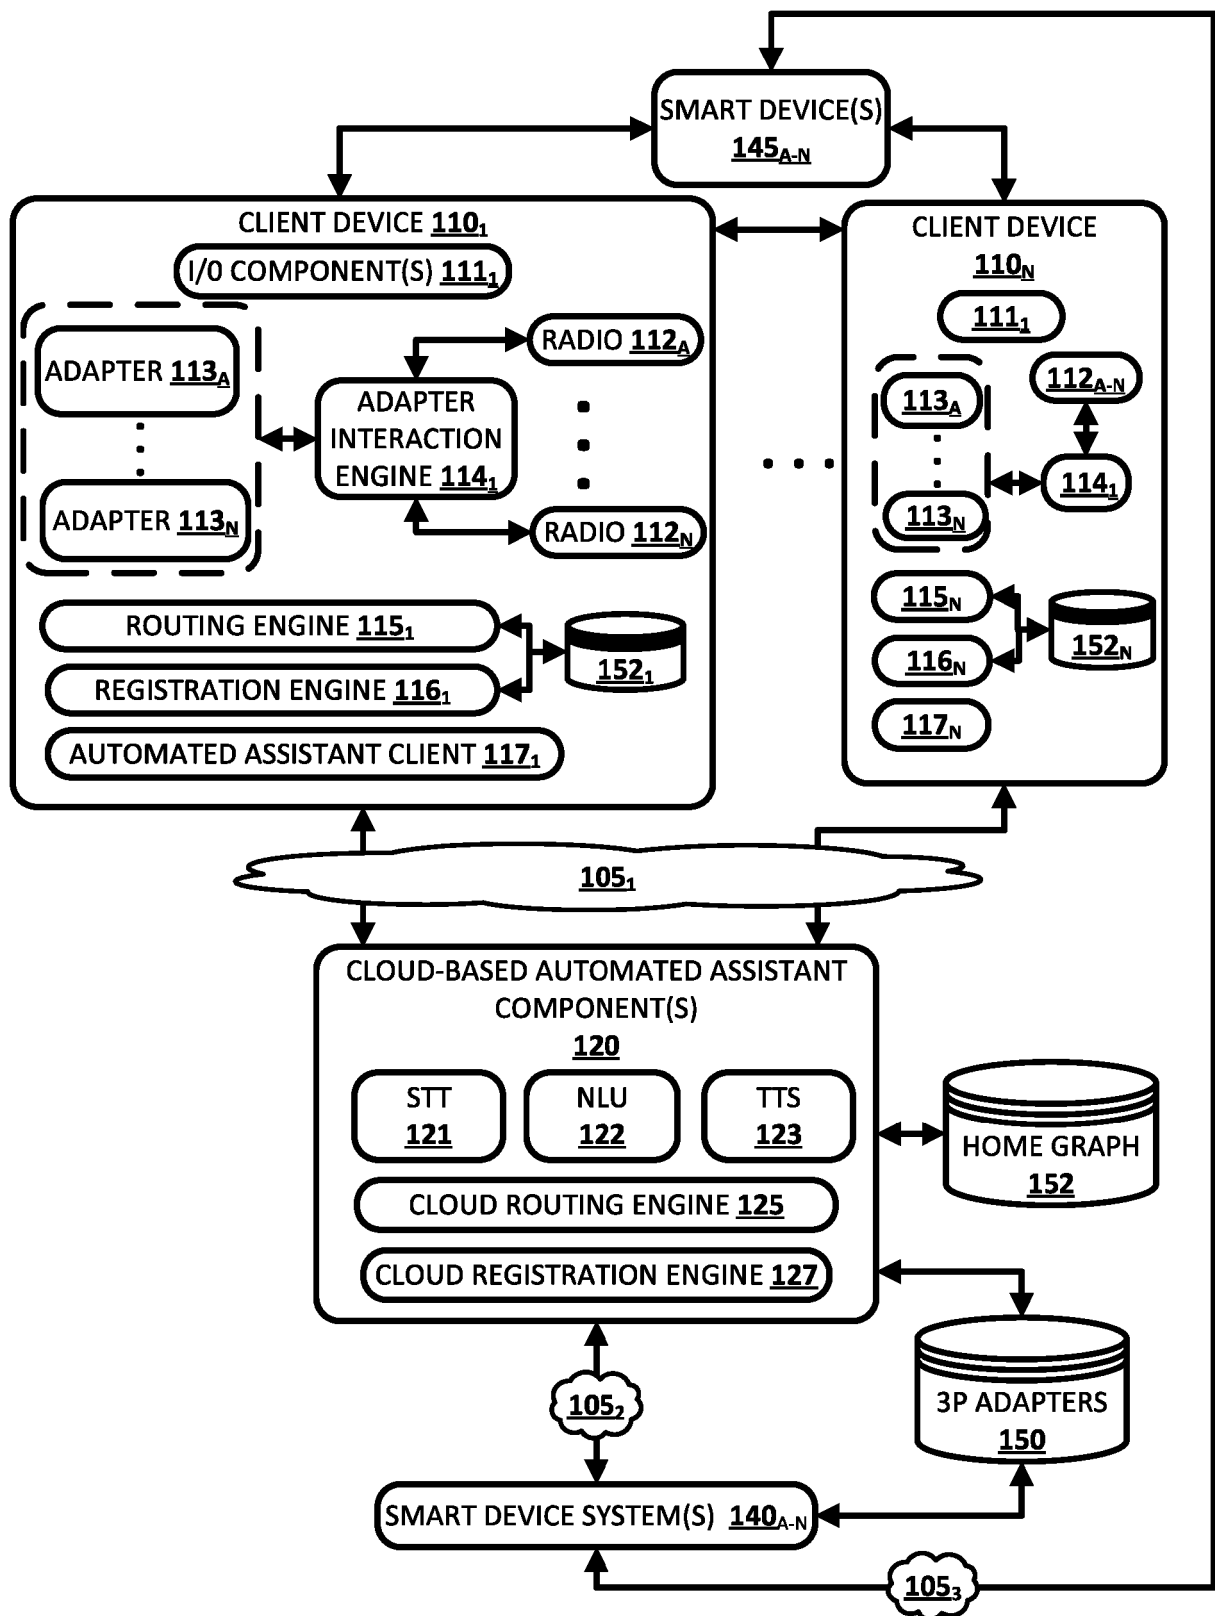 SMART DEVICE(S)
145A-N
CLIENT DEVICE 1101
I/0 COMPONENT(S) 1111
ADAPTER 113A
ADAPTER 113N
ADAPTER
INTERACTION
ENGINE 1141
RADIO 112A
RADIO 112N
ROUTING ENGINE 1151
REGISTRATION ENGINE 1161
1521
AUTOMATED ASSISTANT CLIENT 1171
CLIENT DEVICE
110N
1111
113A
113N
112A-N
1141
115N
116N
152N
117N
1051
CLOUD-BASED AUTOMATED ASSISTANT
COMPONENT(S)
120
STT
121
NLU
122
TTS
123
CLOUD ROUTING ENGINE 125
CLOUD REGISTRATION ENGINE 127
HOME GRAPH
152
3P ADAPTERS
150
1052
SMART DEVICE SYSTEM(S) 140A-N
1053